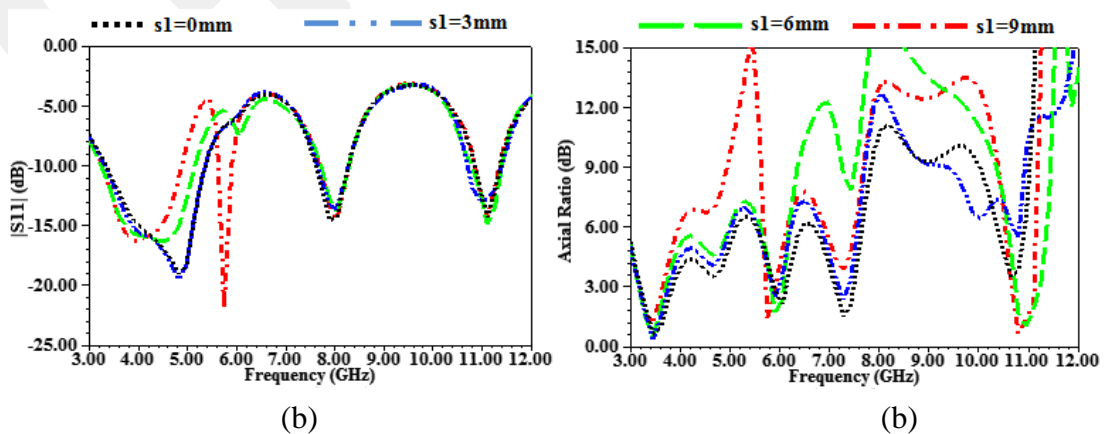 s1=0mm s1=3mm s1=6mm s1=9mm
0.00
-5.00
-10.00
-15.00
-20.00
-25.00
|S11| (dB)
3.00 4.00 5.00 6.00 7.00 8.00 9.00 10.00 11.00 12.00
Frequency (GHz)
(b)
15.00
12.00
9.00
6.00
3.00
0.00
Axial Ratio (dB)
3.00 4.00 5.00 6.00 7.00 8.00 9.00 10.00 11.00 12.00
Frequency (GHz)
(b)